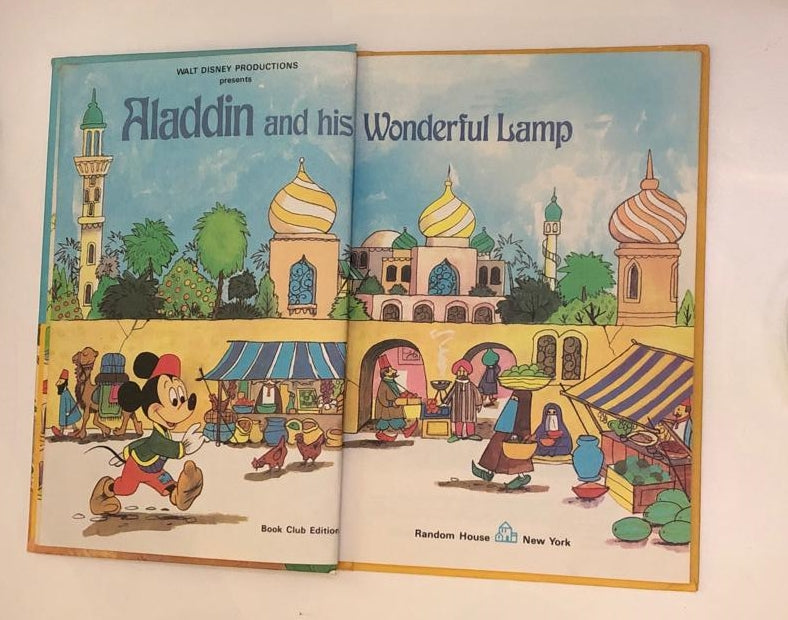 WALT DISNEY PRODUCTIONS
presents
Aladdin and his Wonderful Lamp
Book Club Edition
Random House New York